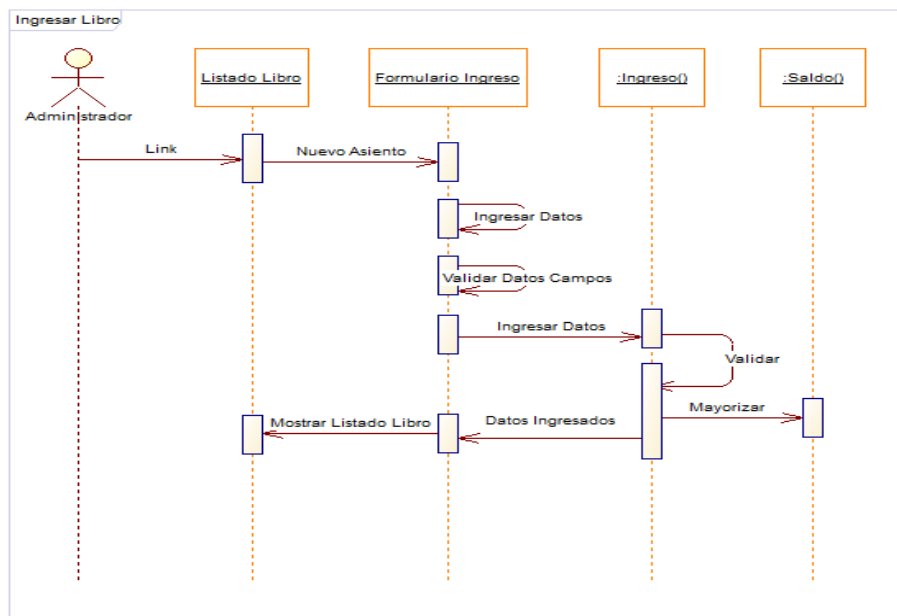 Ingresar Libro
Listado Libro
Formulario Ingreso
:Ingreso()
:Saldo()
Administrador
Link
Nuevo Asiento
Ingresar Datos
Validar Datos Campos
Ingresar Datos
Validar
Mayorizar
Datos Ingresados
Mostrar Listado Libro